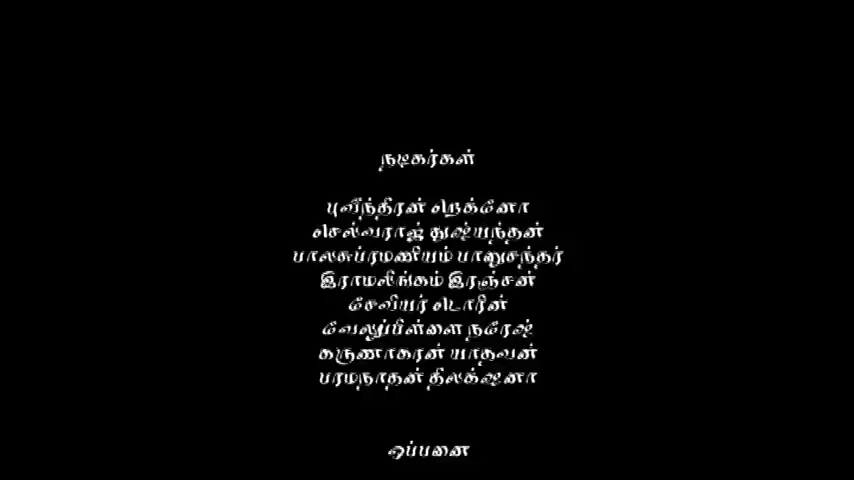 நடிகர்கள்
புவீந்திரன் றெக்னோ
செல்வராஜ் துஷ்யந்தன்
பாலசுப்ரமணியம் பானுசந்தர்
இராமலிங்கம் இரஞ்சன்
சேவியர் டொரீன்
வேலுப்பிள்ளை நரேஷ்
கருணாகரன் யாதவன்
பரமநாதன் திலக்ஷனா
ஒப்பனை